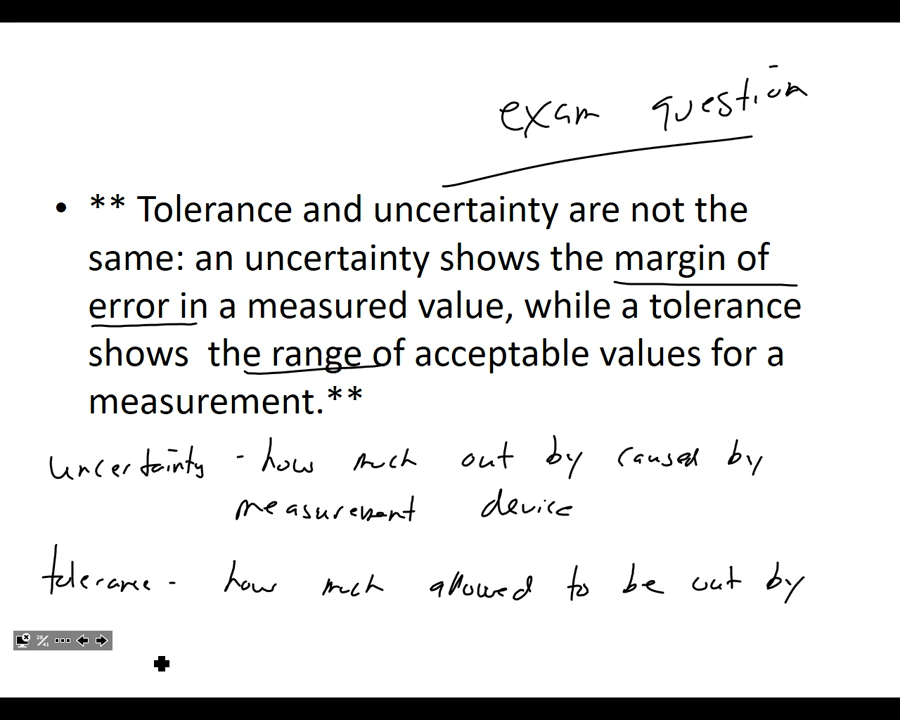 exam question
• ** Tolerance and uncertainty are not the
same: an uncertainty shows the margin of
error in a measured value, while a tolerance
shows the range of acceptable values for a
measurement.**
uncertainty - how much out by caused by
measurement device
tolerance - how much allowed to be out by